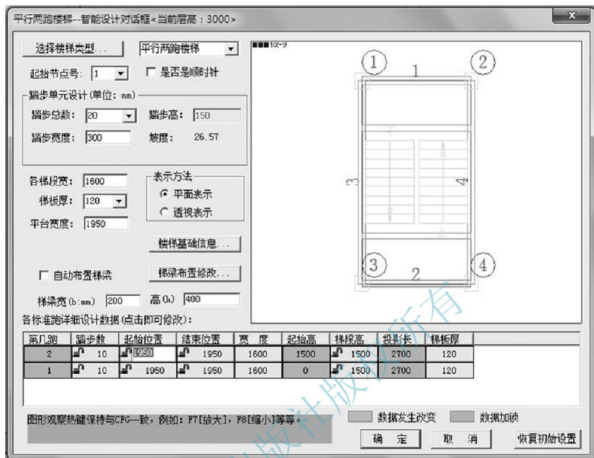 平行两跑楼梯--智能设计对话框<当前层高：3000>
选择楼梯类型... 平行两跑楼梯
起始节点号： 1 是否是顺时针
踏步单元设计(单位：mm)
踏步总数： 20 踏步高： 150
踏步宽度： 300 坡度： 26.57
各梯段宽： 1600
梯板厚： 120
平台宽度： 1950
表示方法
平面表示
透视表示
楼梯基础信息...
自动布置梯梁 梯梁布置修改...
梯梁宽(b:mm) 200 高(h) 400
1
1
2
3
4
3
2
4
各标准跑详细设计数据(点击即可修改)：
第几跑 踏步数 起始位置 结束位置 宽 度 起始高 梯段高 投影长 梯板厚
2 10 1950 1600 1500 1500 2700 120
1 10 1950 1950 1600 0 1500 2700 120
图形观察热键保持与CFG一致，例如：F7[放大]，F8[缩小]等等。
数据发生改变 数据加锁
确 定 取 消 恢复初始设置